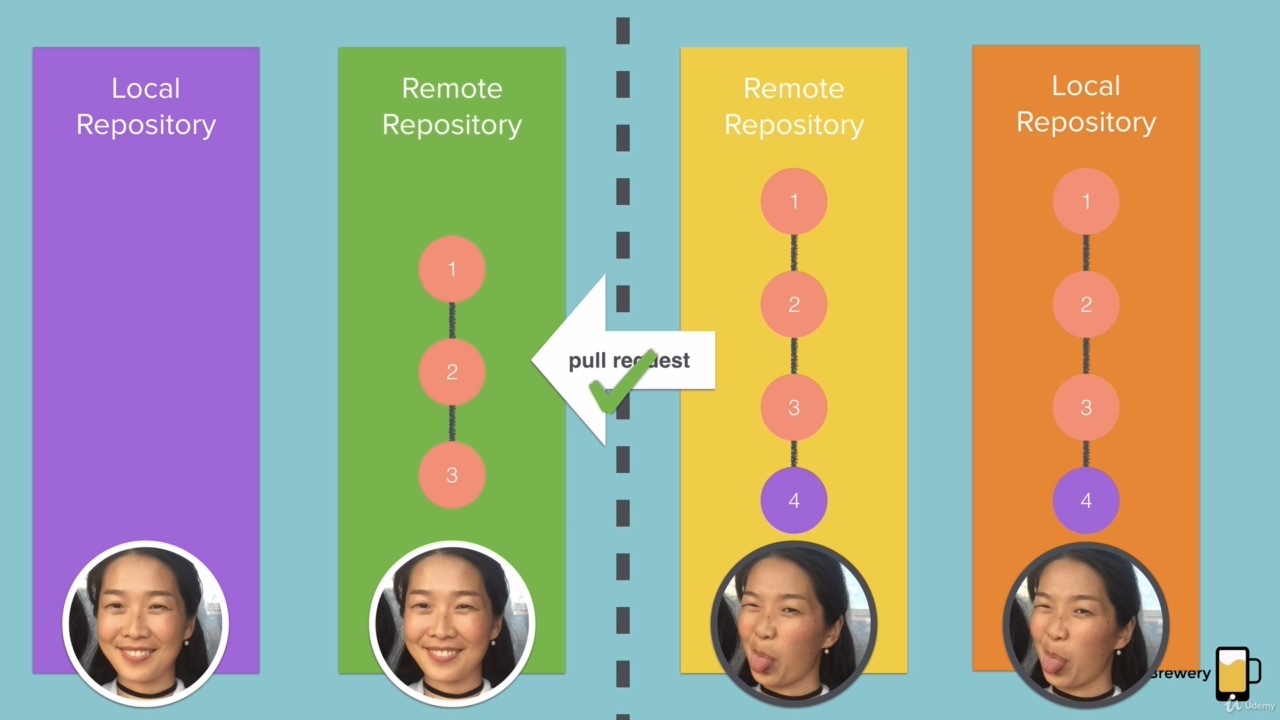 Local
Repository
Remote
Repository
Remote
Repository
Local
Repository
1
2
3
pull request
1
2
3
4
1
2
3
4
Brewery
Udemy